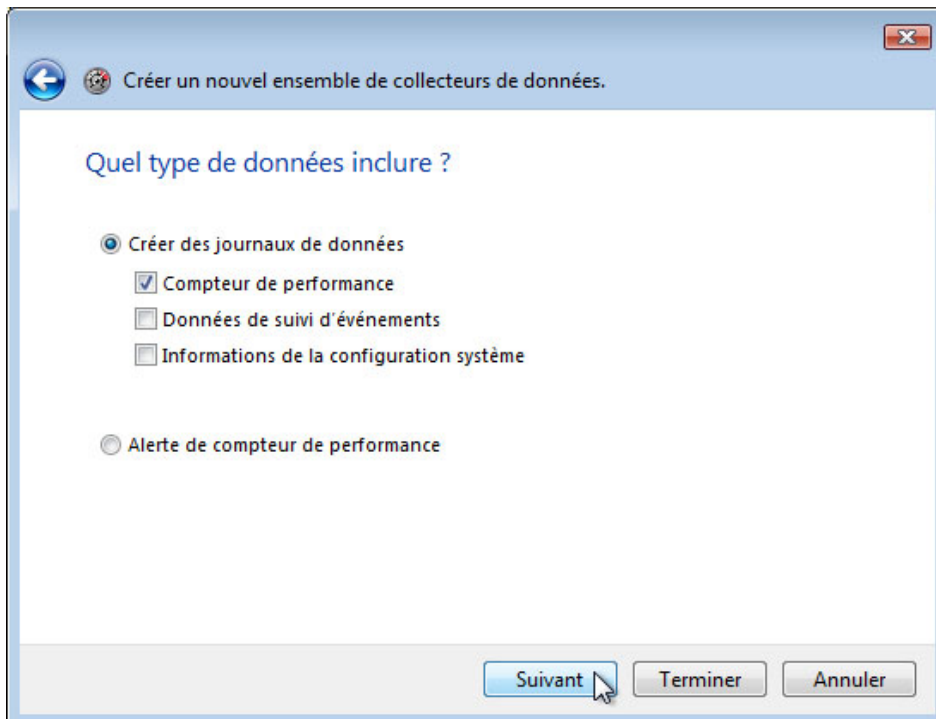 Créer un nouvel ensemble de collecteurs de données.
Quel type de données inclure ?
Créer des journaux de données
Compteur de performance
Données de suivi d'événements
Informations de la configuration système
Alerte de compteur de performance
Suivant
Terminer
Annuler